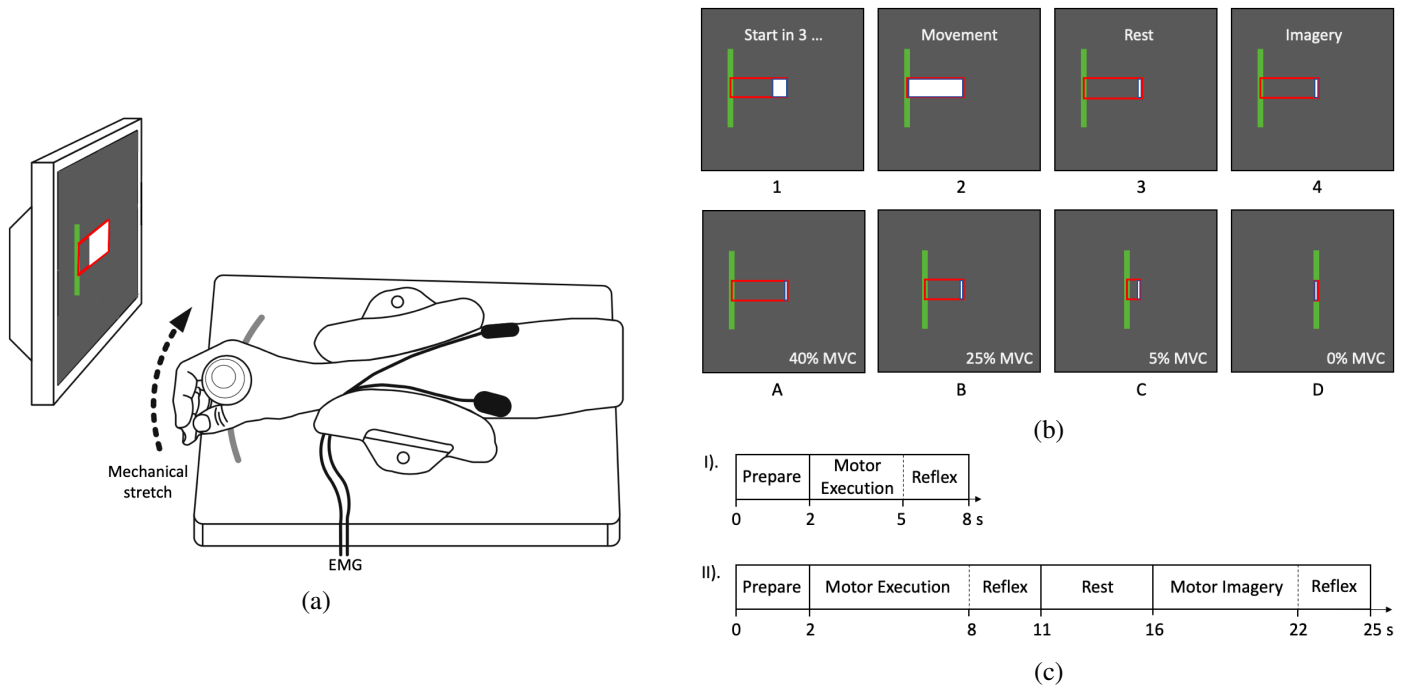 Mechanical
stretch
EMG
(a)
Start in 3 ...
Movement
Rest
Imagery
1
2
3
4
40% MVC
25% MVC
5% MVC
0% MVC
A
B
C
D
(b)
I).
Prepare
Motor
Execution
Reflex
0
2
5
8 s
II).
Prepare
Motor Execution
Reflex
Rest
Motor Imagery
Reflex
0
2
8
11
16
22
25 s
(c)